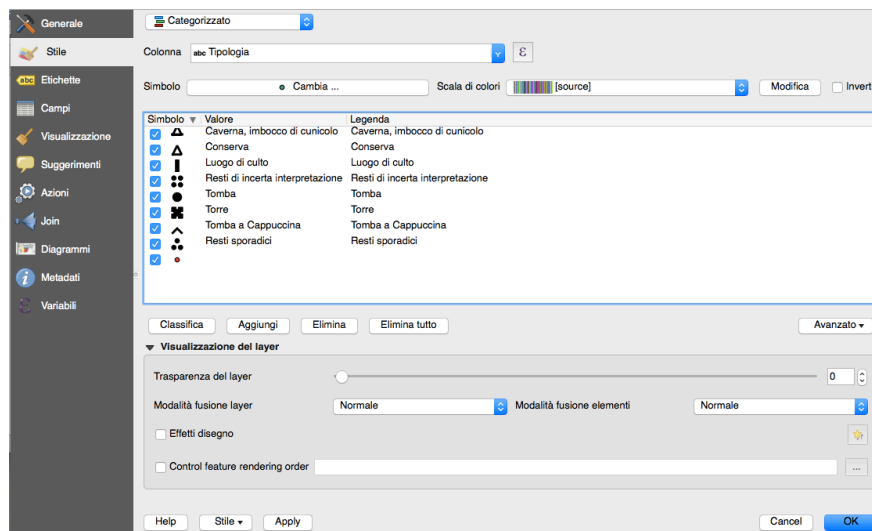 Generale
Stile
abc Etichette
Campi
Visualizzazione
Suggerimenti
Azioni
Join
Diagrammi
Metadati
Variabili
Categorizzato
Colonna abc Tipologia ε
Simbolo Cambia ... Scala di colori [source] Modifica Invert
Simbolo Valore Legenda
Caverna, imbocco di cunicolo Caverna, imbocco di cunicolo
Conserva Conserva
Luogo di culto Luogo di culto
Resti di incerta interpretazione Resti di incerta interpretazione
Tomba Tomba
Torre Torre
Tomba a Cappuccina Tomba a Cappuccina
Resti sporadici Resti sporadici
Classifica Aggiungi Elimina Elimina tutto Avanzato
Visualizzazione del layer
Trasparenza del layer 0
Modalità fusione layer Normale Modalità fusione elementi Normale
Effetti disegno
Control feature rendering order ...
Help Stile Apply Cancel OK